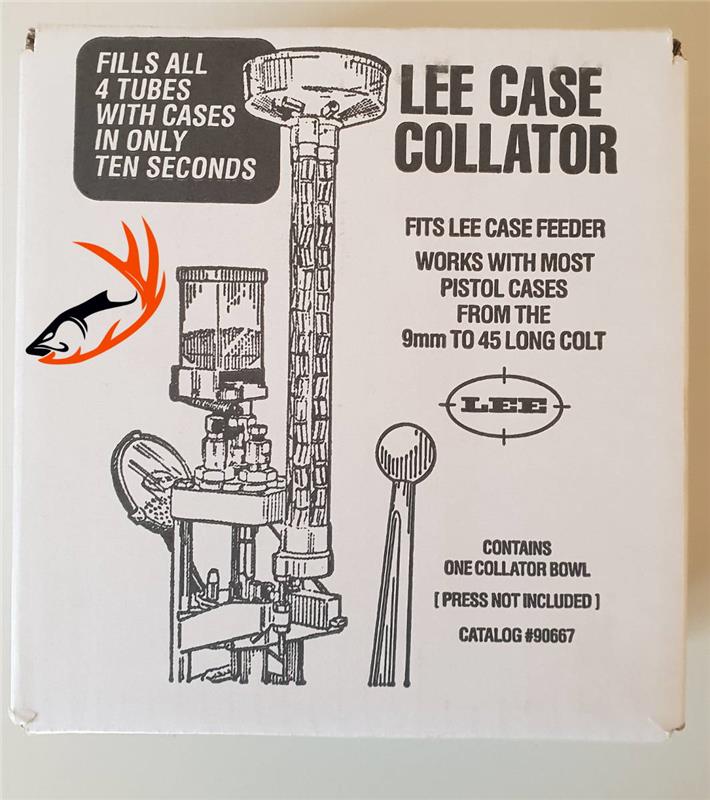 FILLS ALL
4 TUBES
WITH CASES
IN ONLY
TEN SECONDS
LEE CASE
COLLATOR
FITS LEE CASE FEEDER
WORKS WITH MOST
PISTOL CASES
FROM THE
9mm TO 45 LONG COLT
LEE
CONTAINS
ONE COLLATOR BOWL
[ PRESS NOT INCLUDED ]
CATALOG #90667